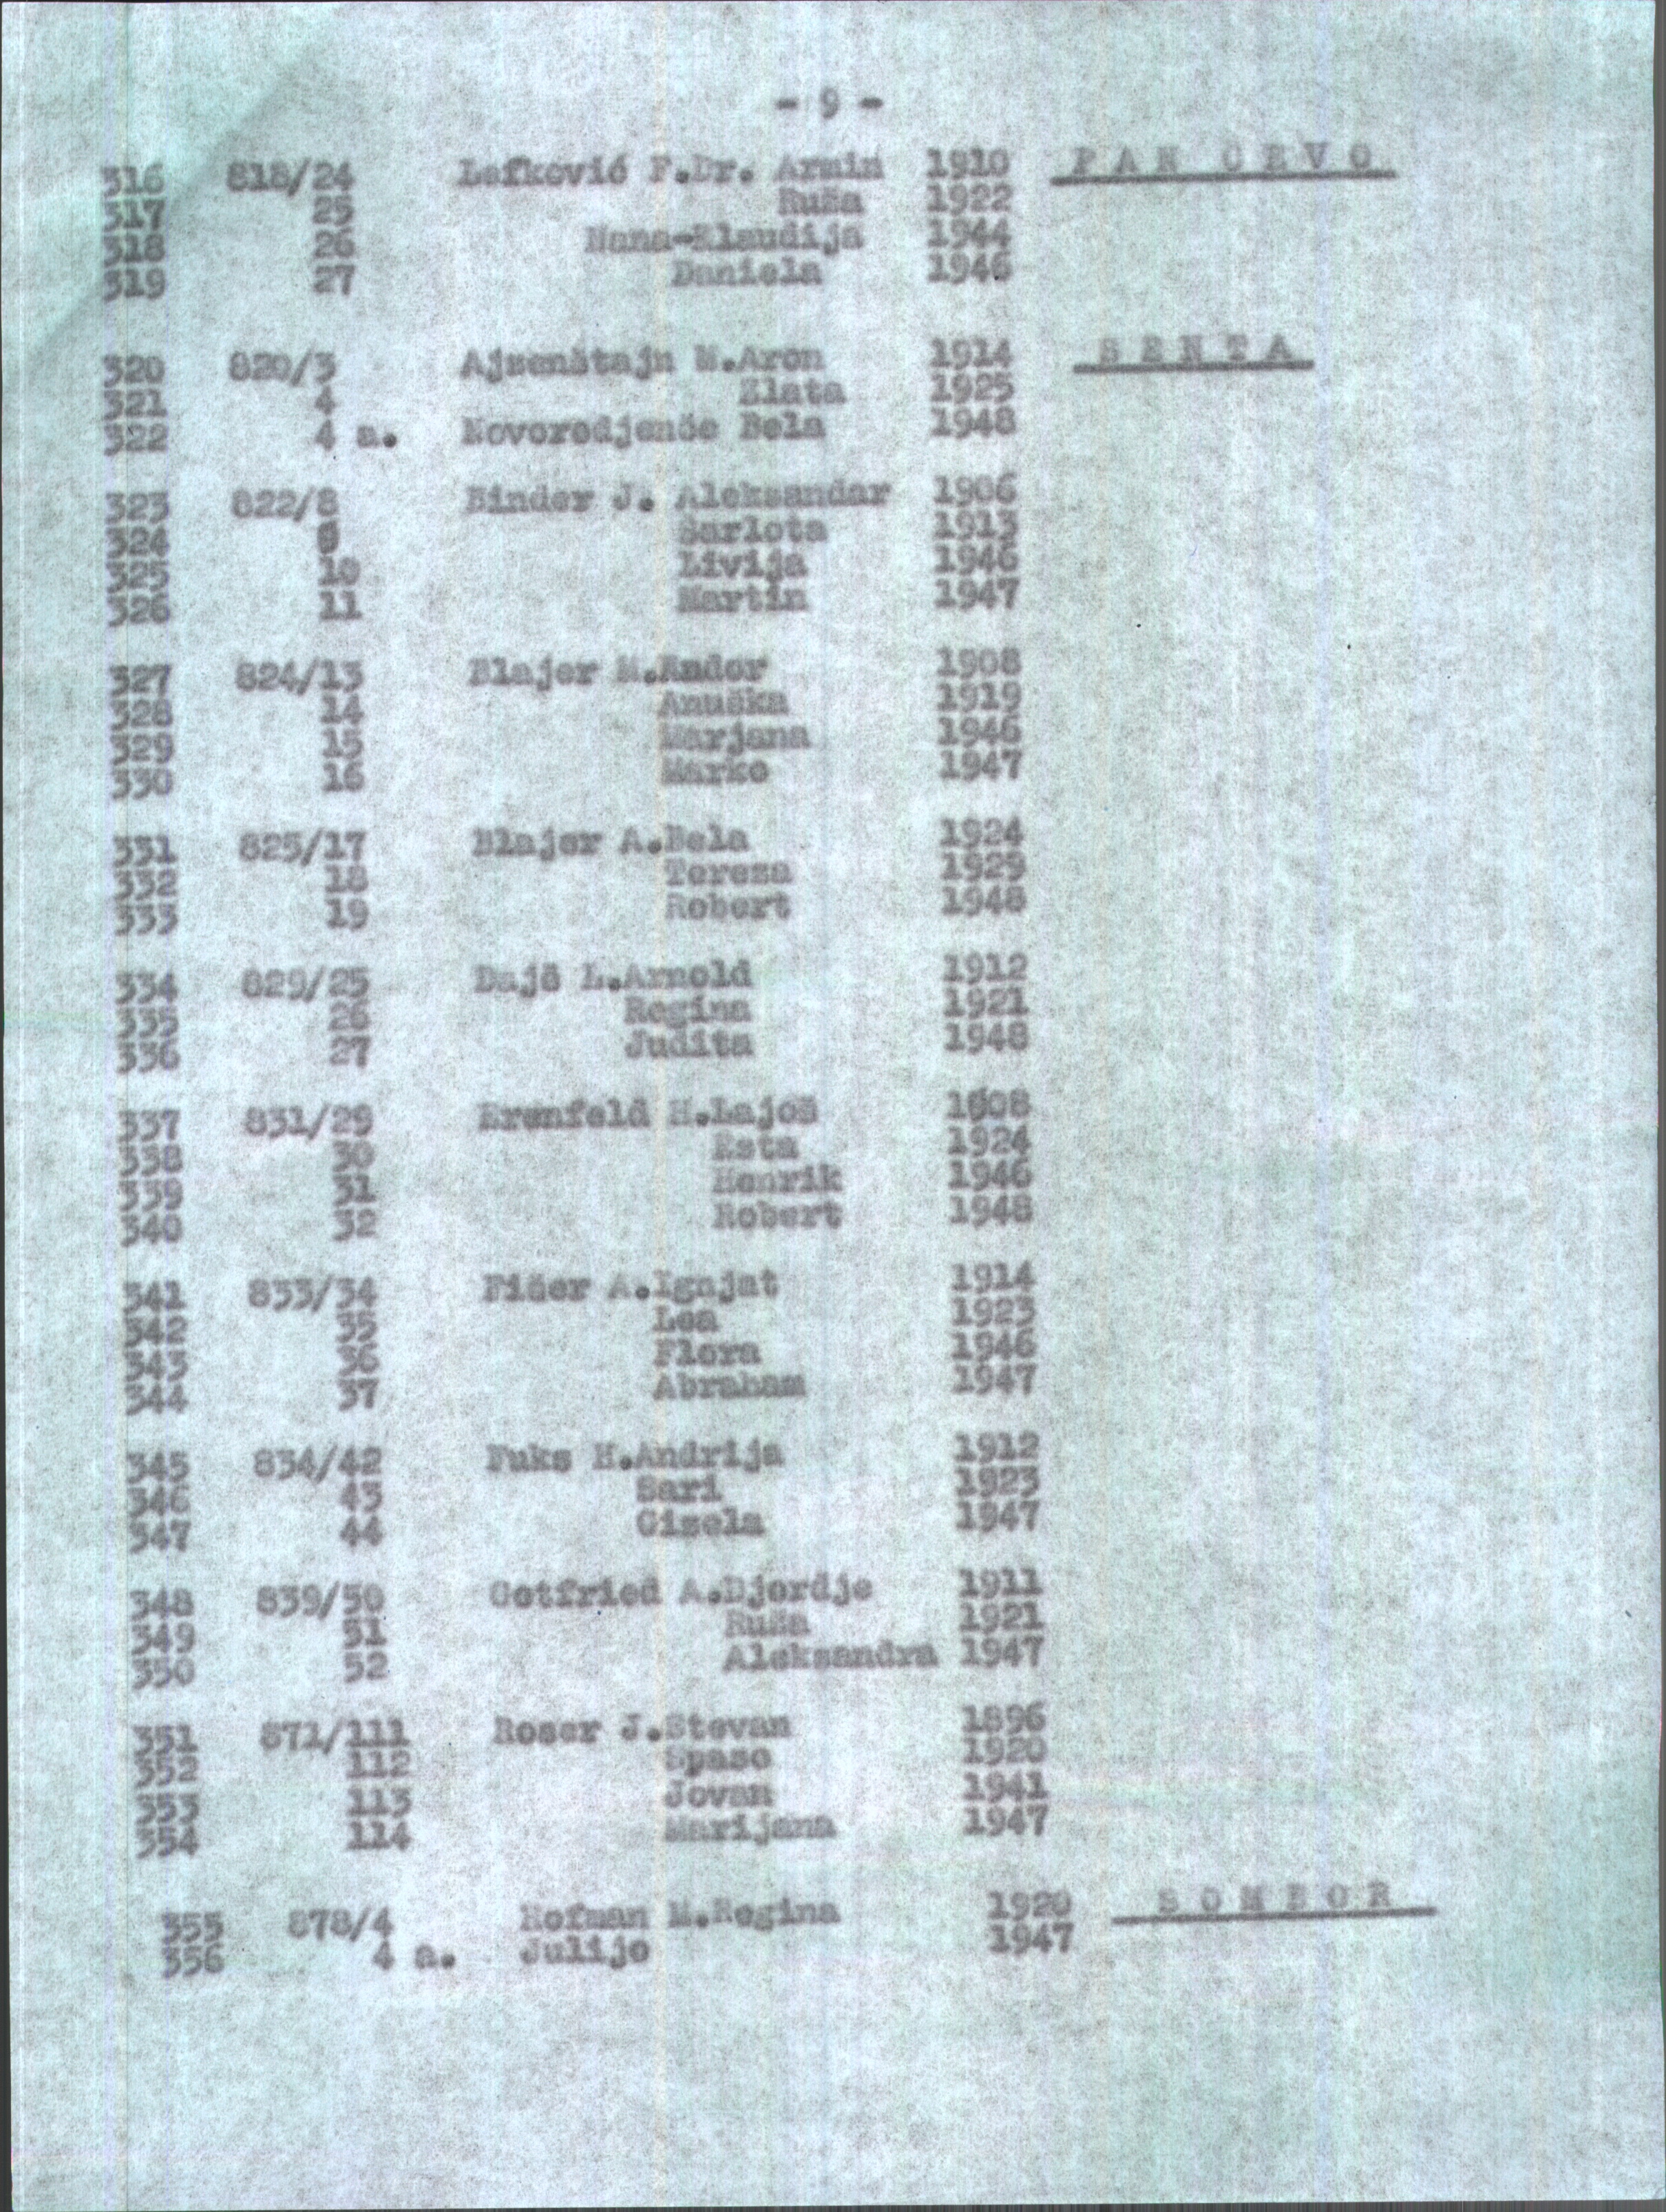 - 9 -
316 818/24 Lefković F.Dr. Armin 1910 PANČEVO
317 25 Ruža 1922
318 26 Nana-Klaudija 1944
319 27 Daniela 1946
320 820/3 Ajzenštajn M.Aron 1914 SENTA
321 4 Zlata 1925
322 4 a. Novorodjenče Bela 1948
323 822/8 Binder J. Aleksandar 1906
324 9 Šarlota 1913
325 10 Livija 1946
326 11 Martin 1947
327 824/13 Blajer M.Andor 1908
328 14 Anuška 1919
329 15 Marjana 1946
330 16 Marko 1947
331 825/17 Blajer A.Bela 1924
332 18 Tereza 1929
333 19 Robert 1948
334 829/25 Dajč L.Arnold 1912
335 26 Regina 1921
336 27 Judita 1948
337 831/29 Erenfeld H.Lajoš 1908
338 30 Esta 1924
339 31 Henrik 1946
340 32 Robert 1948
341 833/34 Fišer A.Ignjat 1914
342 35 Lea 1923
343 36 Flora 1946
344 37 Abraham 1947
345 834/42 Fuks H.Andrija 1912
346 43 Sari 1923
347 44 Gizela 1947
348 839/50 Gotfried A.Djordje 1911
349 51 Ruža 1921
350 52 Aleksandra 1947
351 871/111 Rozer J.Stevan 1896
352 112 Spaso 1920
353 113 Jovan 1941
354 114 Marijana 1947
355 878/4 Hofman M.Regina 1920 SOMBOR
356 4 a. Julije 1947